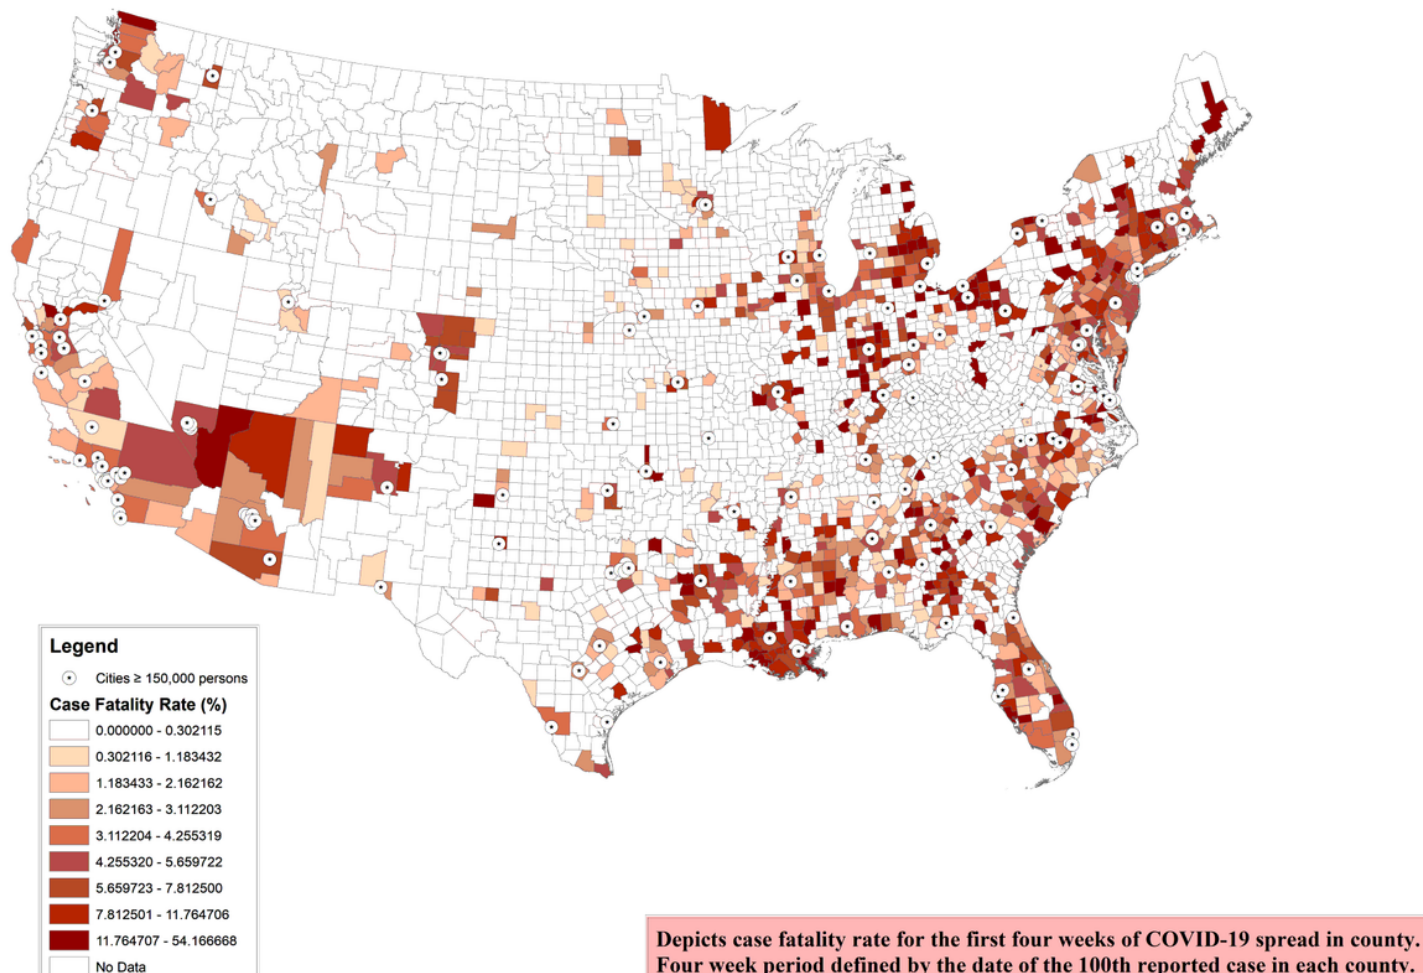 Legend
Cities ≥ 150,000 persons
Case Fatality Rate (%)
0.000000 - 0.302115
0.302116 - 1.183432
1.183433 - 2.162162
2.162163 - 3.112203
3.112204 - 4.255319
4.255320 - 5.659722
5.659723 - 7.812500
7.812501 - 11.764706
11.764707 - 54.166668
No Data
Depicts case fatality rate for the first four weeks of COVID-19 spread in county.
Four week period defined by the date of the 100th reported case in each county.